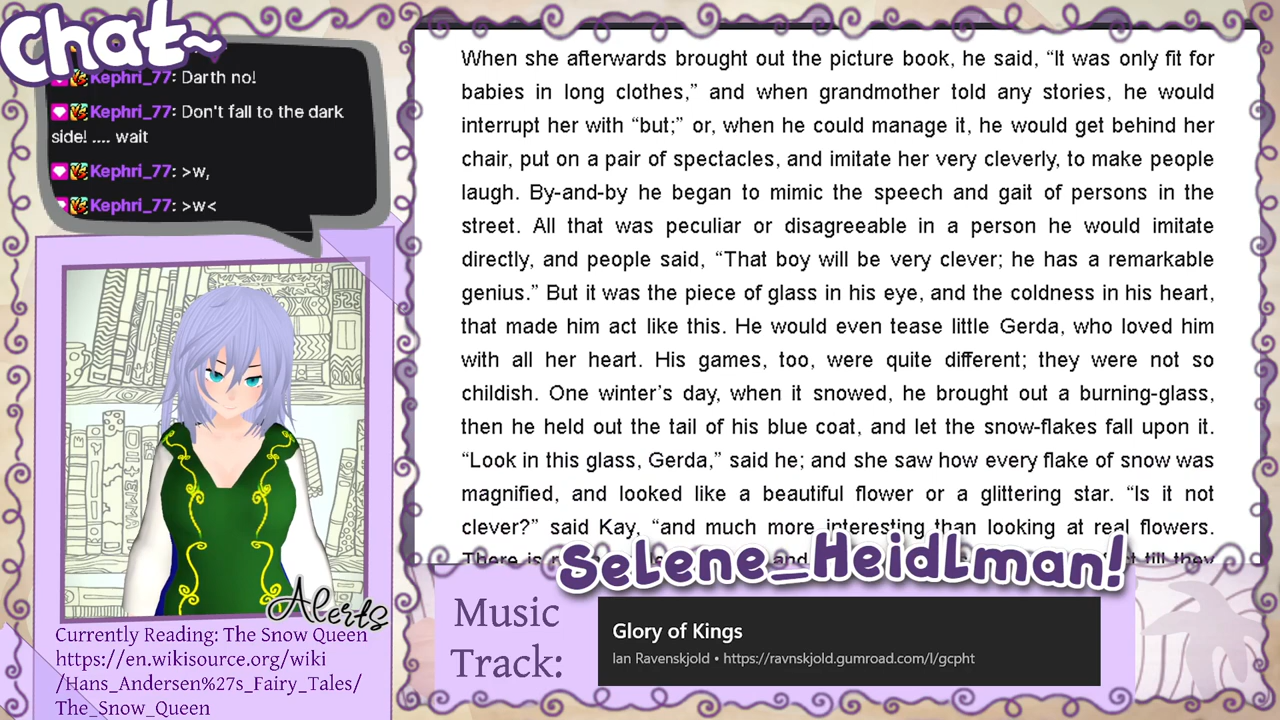 Chat~
Kephri_77: Darth no!
Kephri_77: Don't fall to the dark
side! .... wait
Kephri_77: >w,
Kephri_77: >w<
When she afterwards brought out the picture book, he said, “It was only fit for
babies in long clothes,” and when grandmother told any stories, he would
interrupt her with “but;” or, when he could manage it, he would get behind her
chair, put on a pair of spectacles, and imitate her very cleverly, to make people
laugh. By-and-by he began to mimic the speech and gait of persons in the
street. All that was peculiar or disagreeable in a person he would imitate
directly, and people said, “That boy will be very clever; he has a remarkable
genius.” But it was the piece of glass in his eye, and the coldness in his heart,
that made him act like this. He would even tease little Gerda, who loved him
with all her heart. His games, too, were quite different; they were not so
childish. One winter’s day, when it snowed, he brought out a burning-glass,
then he held out the tail of his blue coat, and let the snow-flakes fall upon it.
“Look in this glass, Gerda,” said he; and she saw how every flake of snow was
magnified, and looked like a beautiful flower or a glittering star. “Is it not
clever?” said Kay, “and much more interesting than looking at real flowers.
There is and till they
Selene_Heidlman!
Alerts
Currently Reading: The Snow Queen
https://en.wikisource.org/wiki
/Hans_Andersen%27s_Fairy_Tales/
The_Snow_Queen
Music
Track:
Glory of Kings
Ian Ravenskjold • https://ravnskjold.gumroad.com/l/gcpht